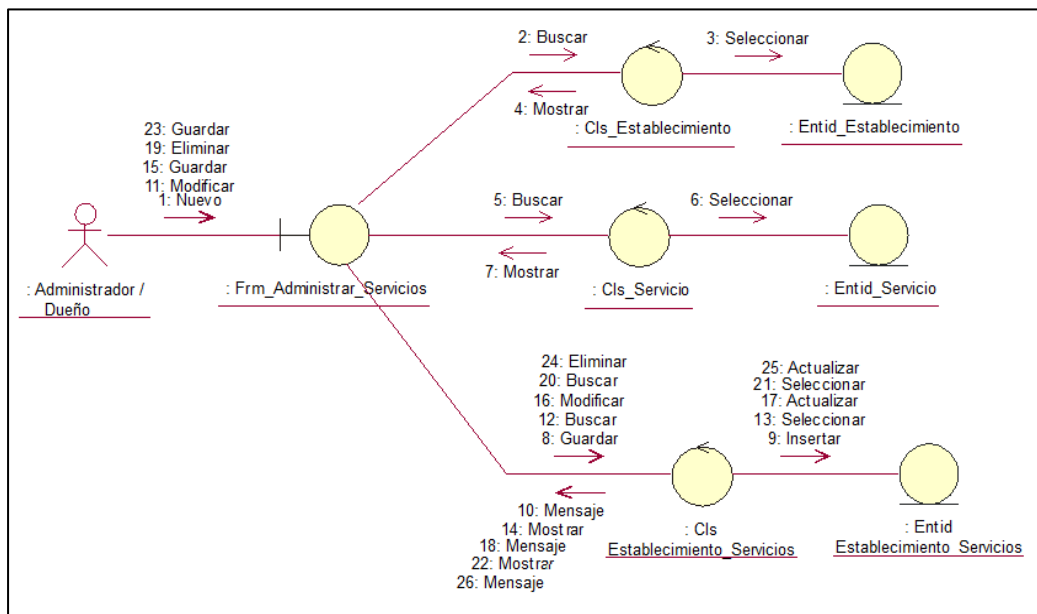 2: Buscar
3: Seleccionar
4: Mostrar
: Cls_Establecimiento
: Entid_Establecimiento
23: Guardar
19: Eliminar
15: Guardar
11: Modificar
1: Nuevo
5: Buscar
6: Seleccionar
7: Mostrar
: Administrador /
Dueño
: Frm_Administrar_Servicios
: Cls_Servicio
: Entid_Servicio
24: Eliminar
20: Buscar
16: Modificar
12: Buscar
8: Guardar
25: Actualizar
21: Seleccionar
17: Actualizar
13: Seleccionar
9: Insertar
10: Mensaje
14: Mostrar
18: Mensaje
22: Mostrar
26: Mensaje
: Cls
Establecimiento_Servicios
: Entid
Establecimiento_Servicios